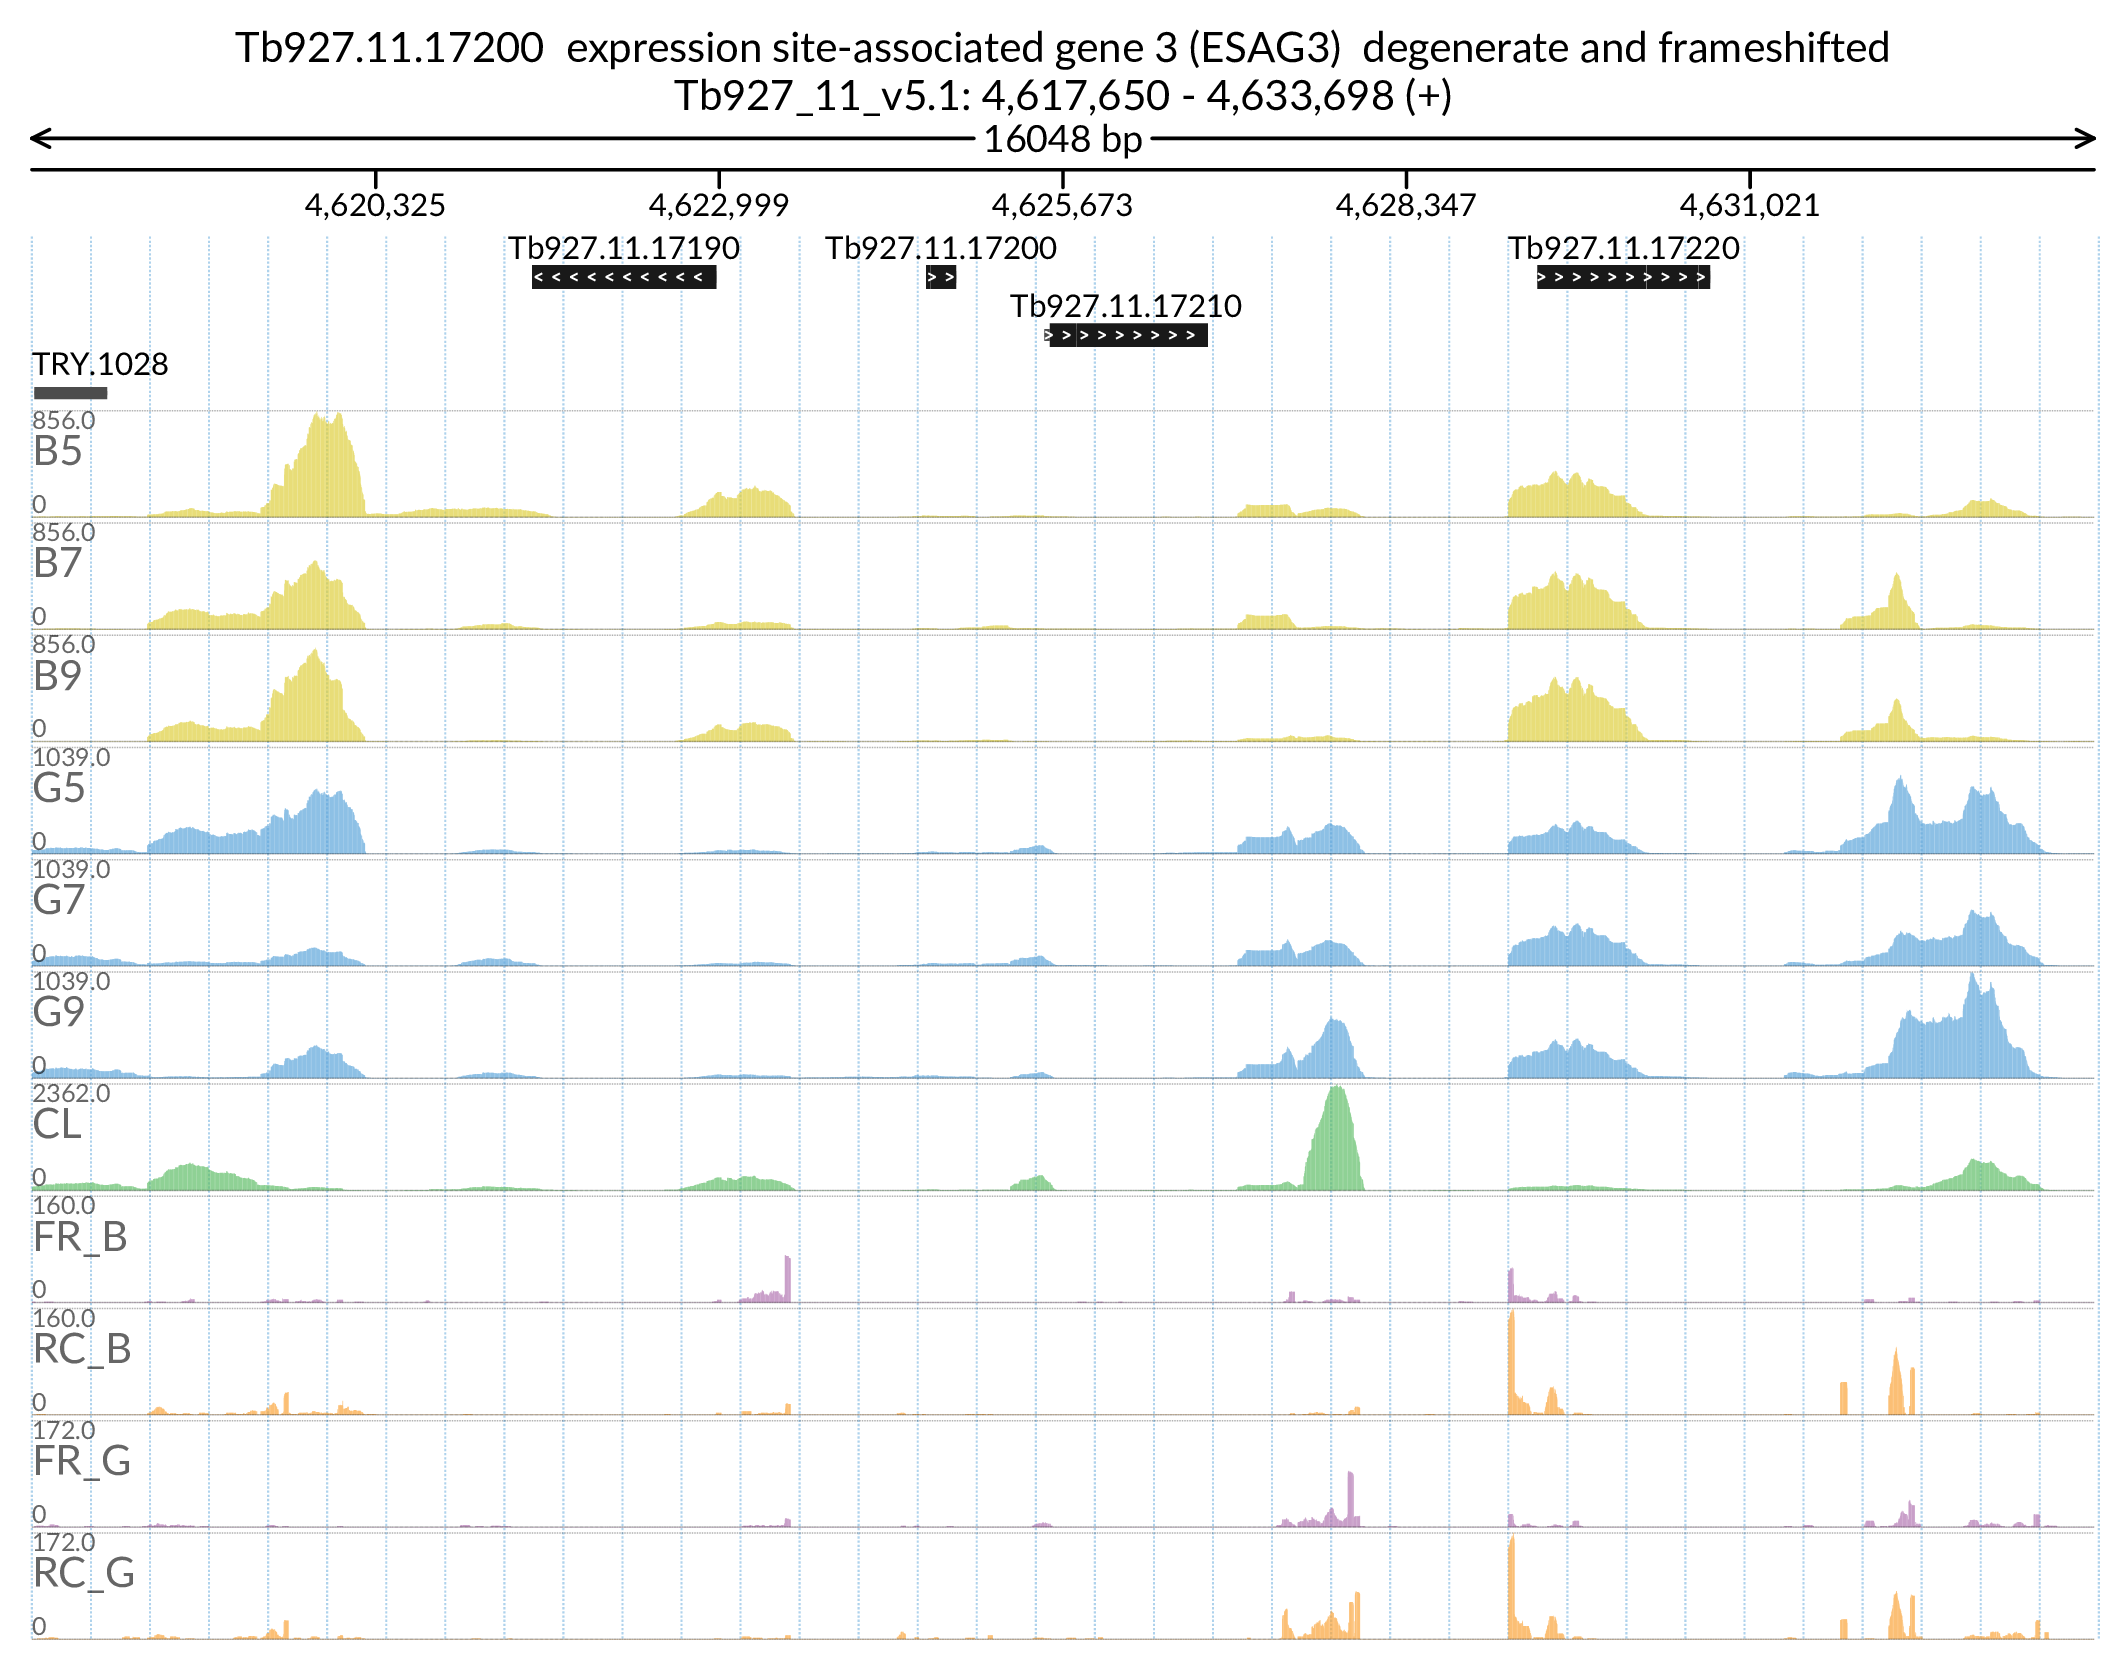 Tb927.11.17200  expression site-associated gene 3 (ESAG3)  degenerate and frameshifted
Tb927_11_v5.1: 4,617,650 - 4,633,698 (+)
16048 bp
4,620,325 4,622,999 4,625,673 4,628,347 4,631,021
Tb927.11.17190 Tb927.11.17200 Tb927.11.17220
Tb927.11.17210
TRY.1028
856.0
B5
0
856.0
B7
0
856.0
B9
0
1039.0
G5
0
1039.0
G7
0
1039.0
G9
0
2362.0
CL
0
160.0
FR_B
0
160.0
RC_B
0
172.0
FR_G
0
172.0
RC_G
0